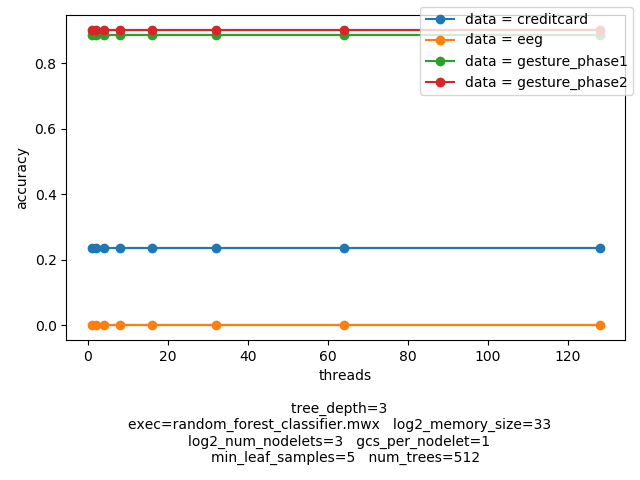 data = creditcard
data = eeg
data = gesture_phase1
data = gesture_phase2
accuracy
0.8
0.6
0.4
0.2
0.0
0 20 40 60 80 100 120
threads
tree_depth=3
exec=random_forest_classifier.mwx log2_memory_size=33
log2_num_nodelets=3 gcs_per_nodelet=1
min_leaf_samples=5 num_trees=512